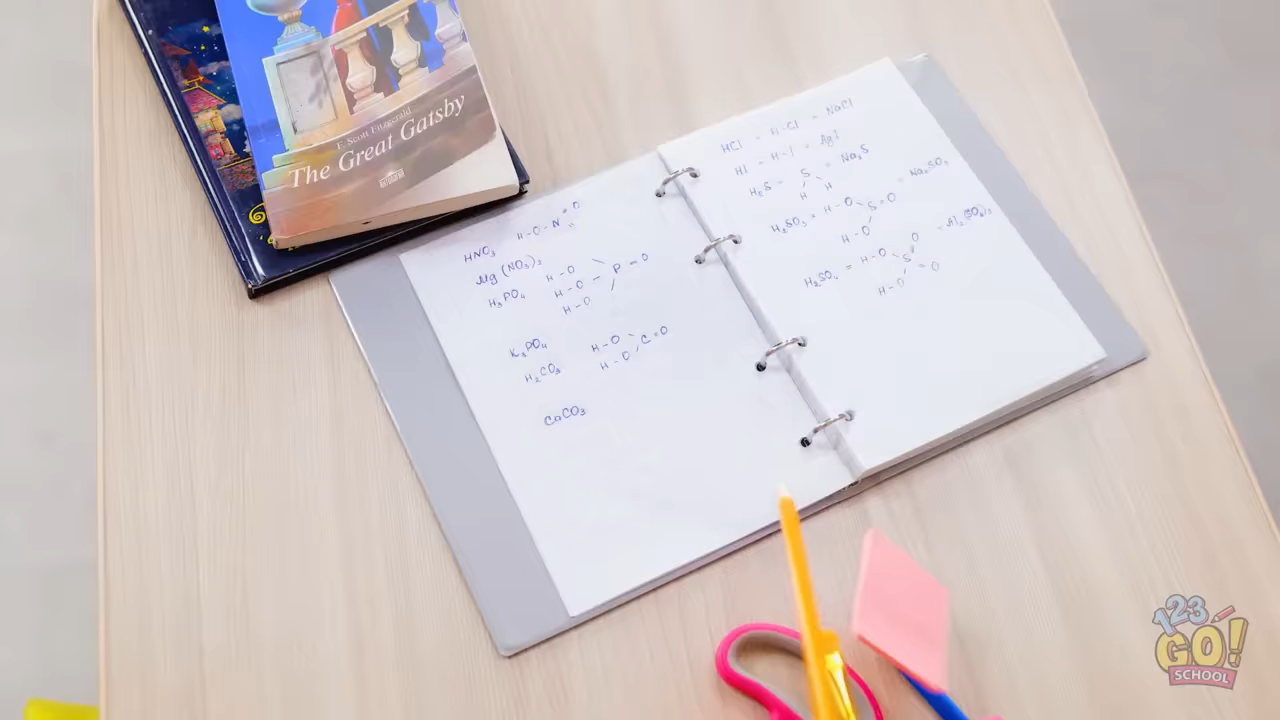 F. Scott Fitzgerald
The Great Gatsby
HNO3 H-O-N=O
Mg(NO3)2
H3PO4 H-O
H-O-P=O
H-O
K3PO4
H2CO3 H-O
H-O C=O
CaCO3
HCl = H-Cl = NaCl
HI = H-I = AgI
H2S = S = Na2S
H H
H2SO3 = H-O S=O = Na2SO3
H-O
H2SO4 = H-O S O = Al2(SO4)3
H-O =O
123
GO!
SCHOOL